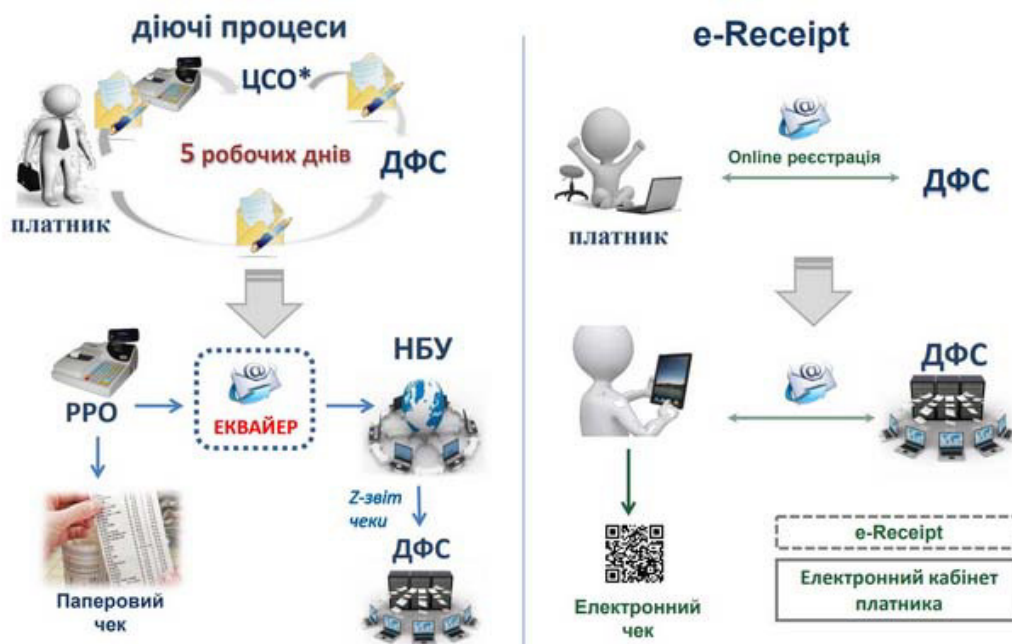 діючі процеси
ЦСО*
5 робочих днів
ДФС
платник
РРО
@
ЕКВАЙЕР
НБУ
Z-звіт
чеки
ДФС
Паперовий
чек
e-Receipt
@
Online реєстрація
ДФС
платник
@
ДФС
Електронний
чек
e-Receipt
Електронний кабінет
платника